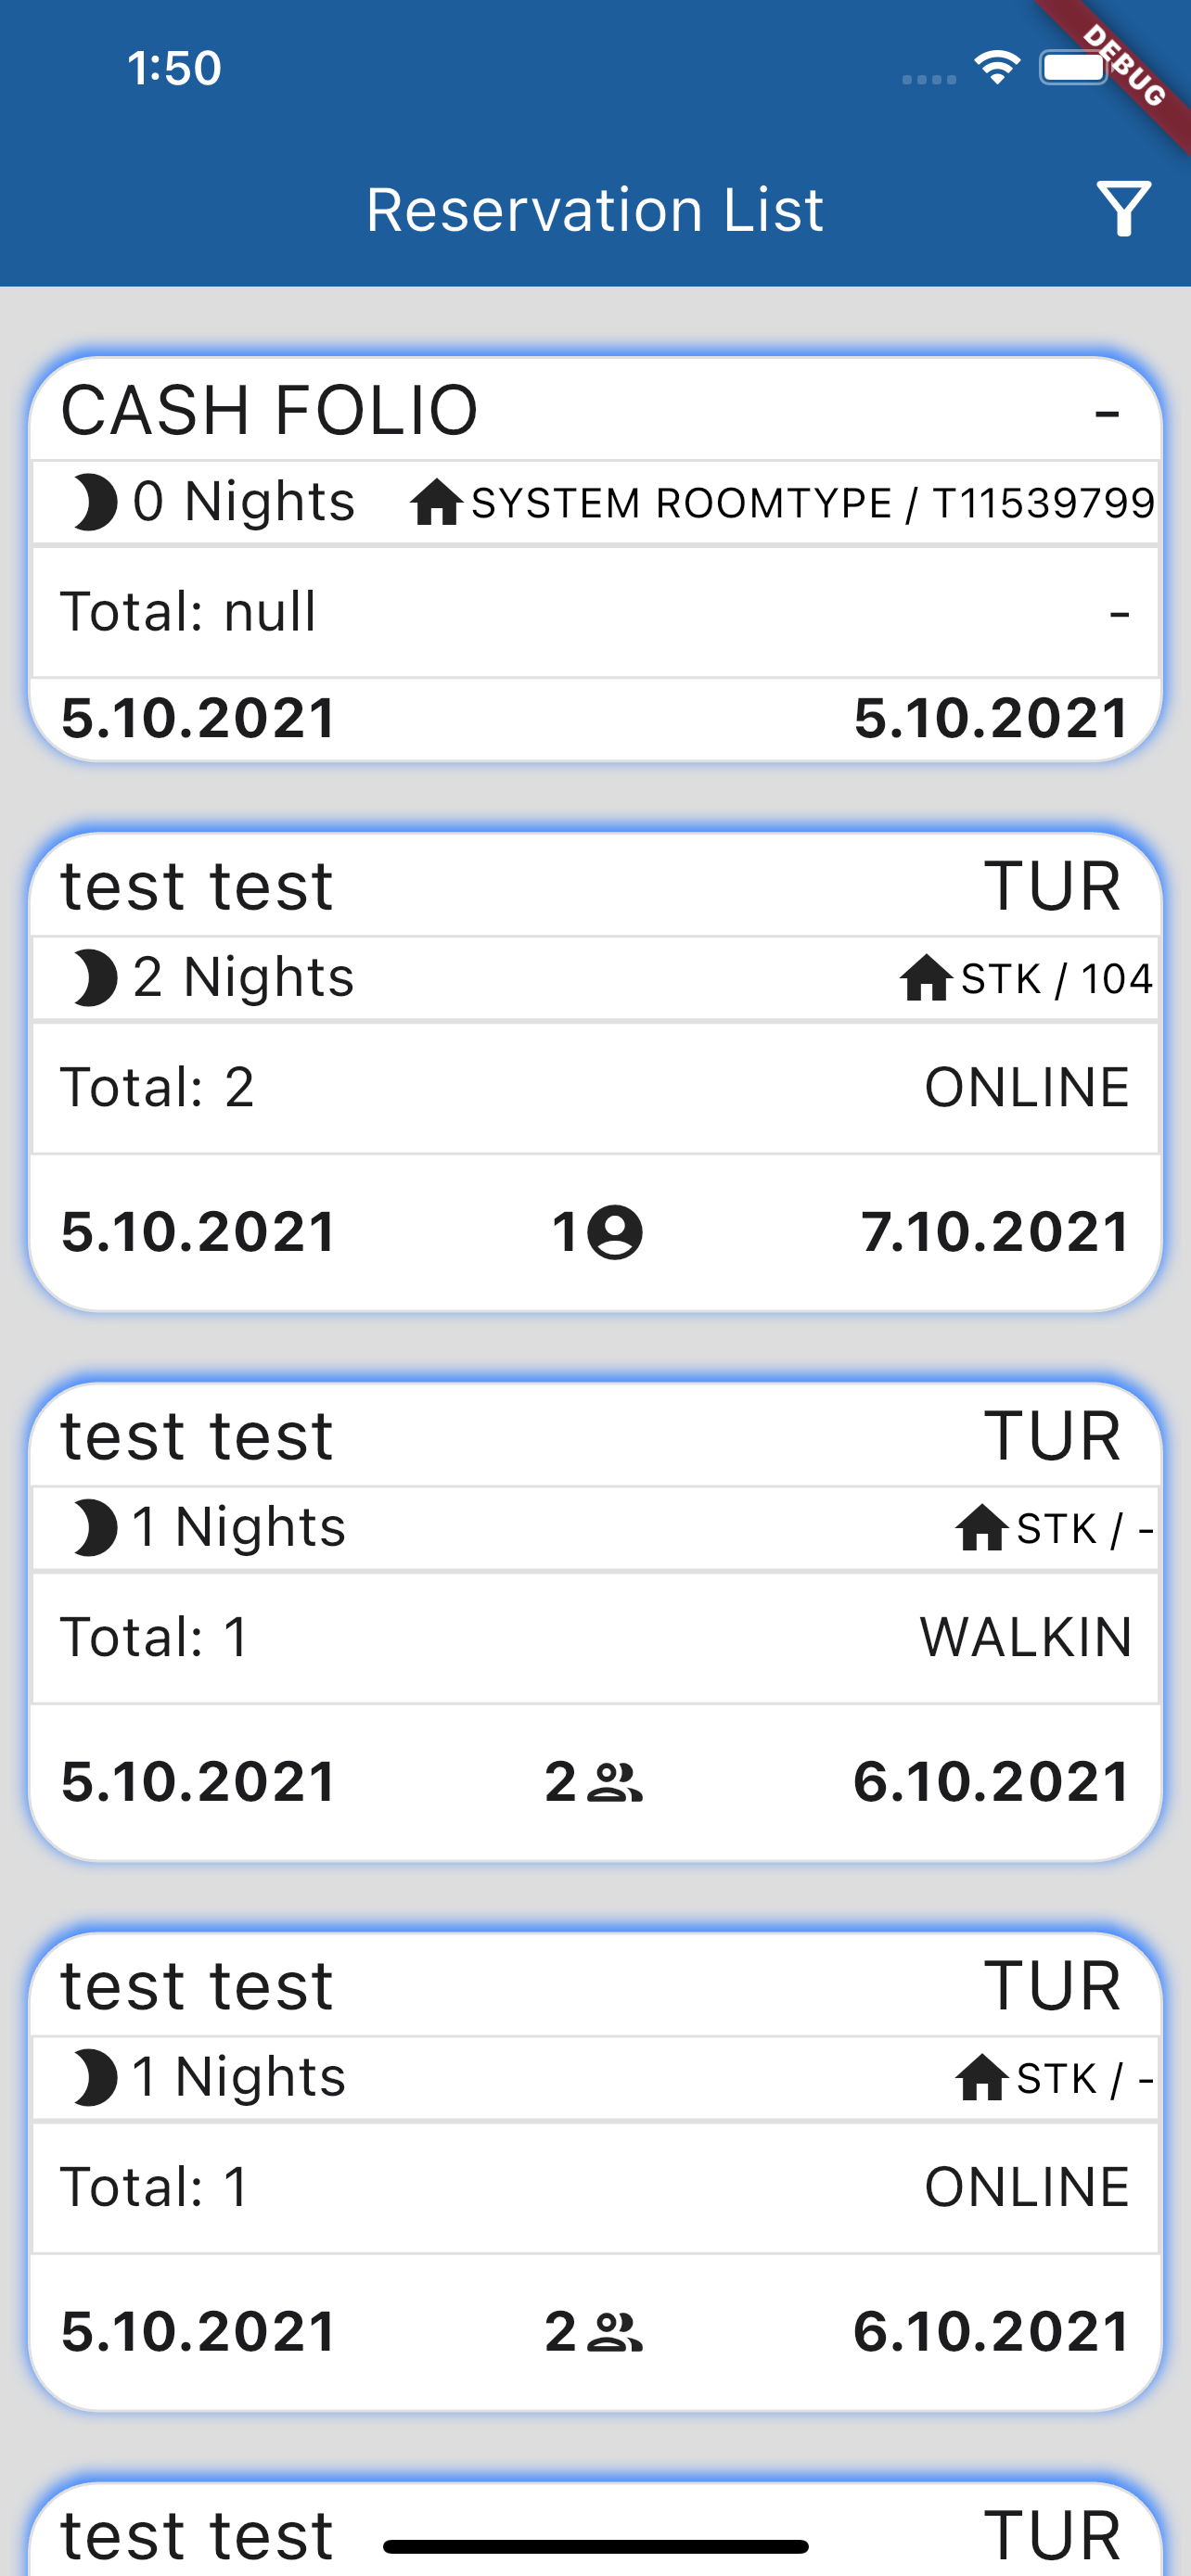 1:50
DEBUG
Reservation List
CASH FOLIO -
0 Nights SYSTEM ROOMTYPE / T11539799
Total: null -
5.10.2021 5.10.2021
test test TUR
2 Nights STK / 104
Total: 2 ONLINE
5.10.2021 1 7.10.2021
test test TUR
1 Nights STK / -
Total: 1 WALKIN
5.10.2021 2 6.10.2021
test test TUR
1 Nights STK / -
Total: 1 ONLINE
5.10.2021 2 6.10.2021
test test TUR